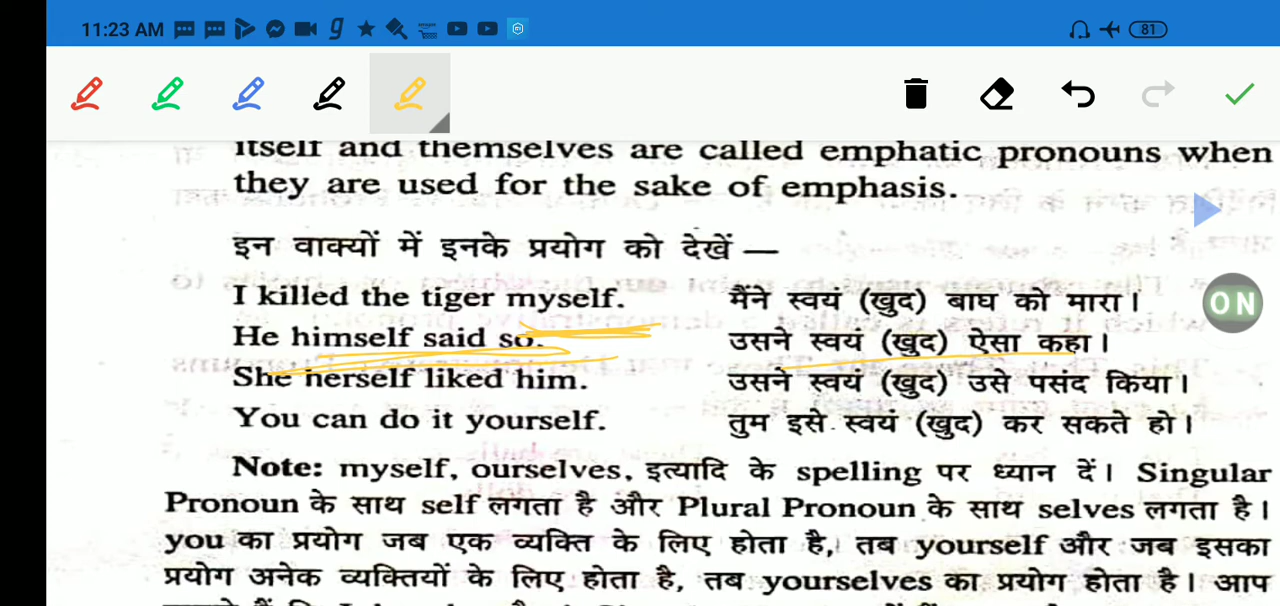 11:23 AM
81
itself and themselves are called emphatic pronouns when
they are used for the sake of emphasis.
इन वाक्यों में इनके प्रयोग को देखें —
I killed the tiger myself. मैंने स्वयं (खुद) बाघ को मारा।
ON
He himself said so. उसने स्वयं (खुद) ऐसा कहा।
She herself liked him. उसने स्वयं (खुद) उसे पसंद किया।
You can do it yourself. तुम इसे स्वयं (खुद) कर सकते हो।
Note: myself, ourselves, इत्यादि के spelling पर ध्यान दें। Singular
Pronoun के साथ self लगता है और Plural Pronoun के साथ selves लगता है।
you का प्रयोग जब एक व्यक्ति के लिए होता है, तब yourself और जब इसका
प्रयोग अनेक व्यक्तियों के लिए होता है, तब yourselves का प्रयोग होता है। आप